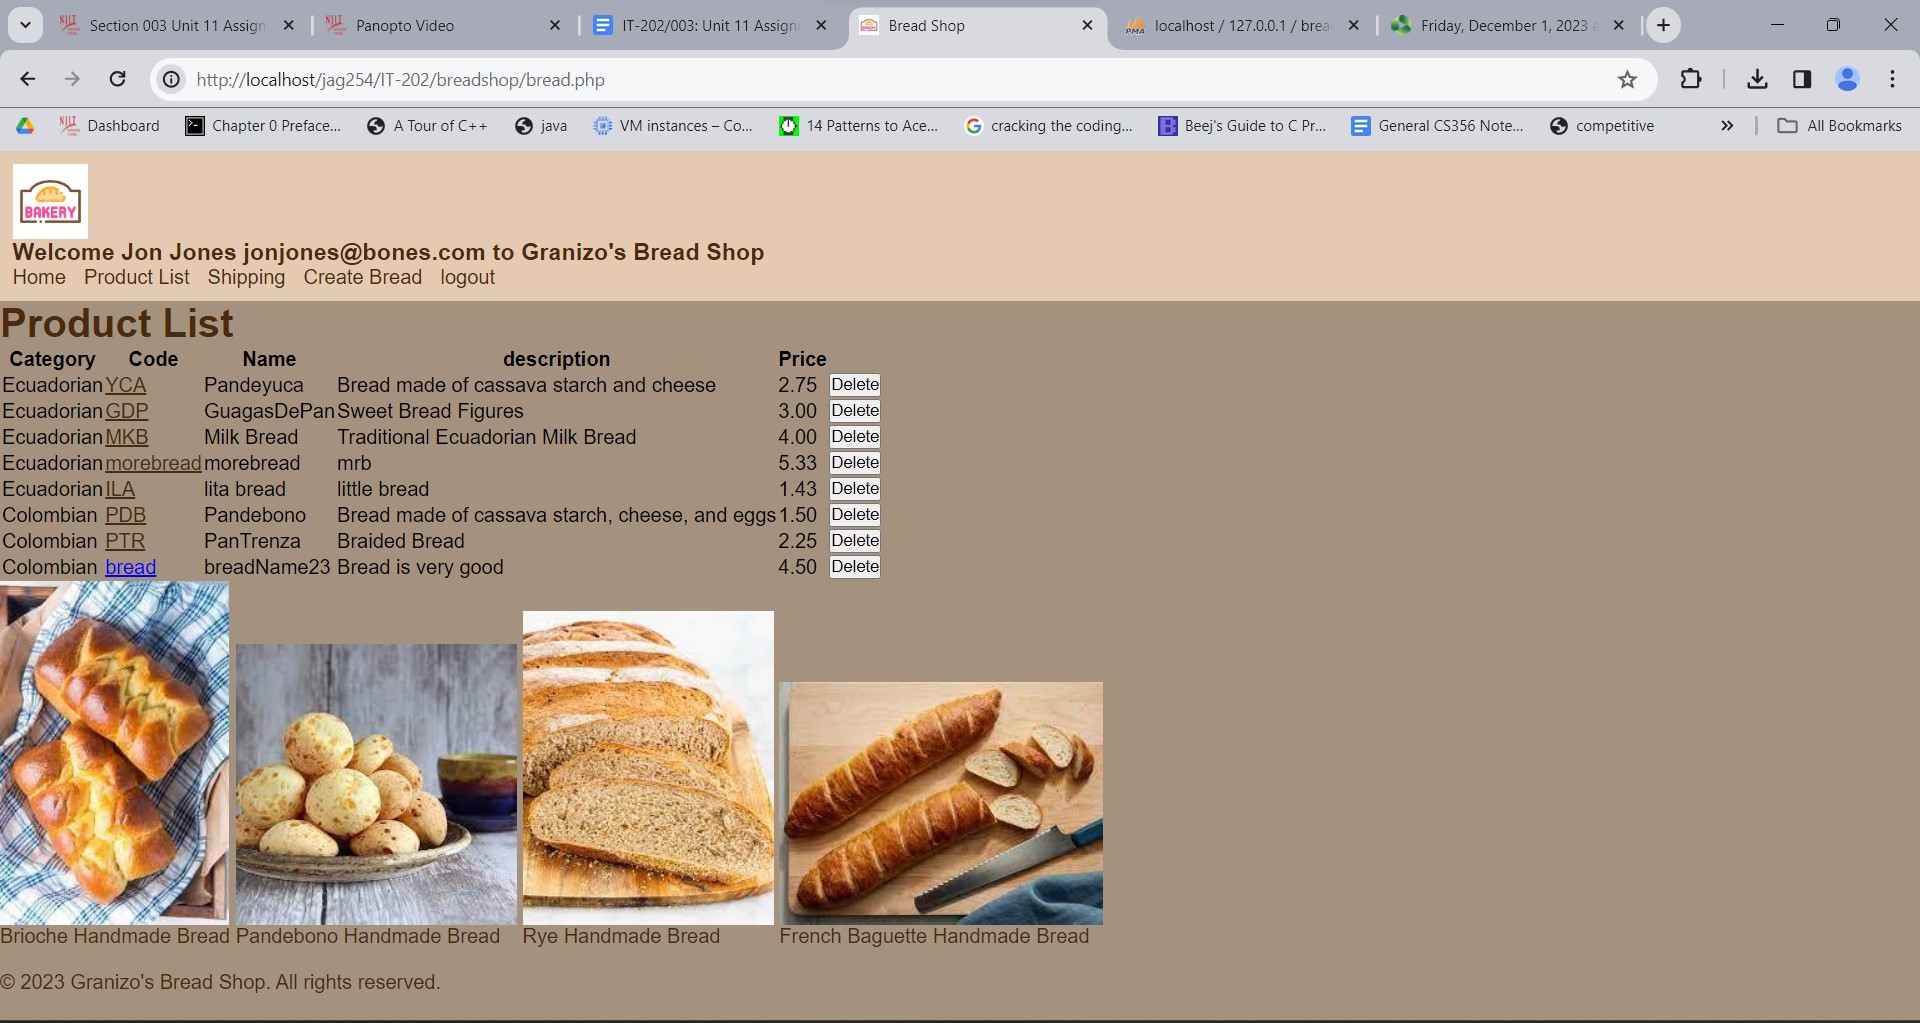 Section 003 Unit 11 Assign
Panopto Video
IT-202/003: Unit 11 Assign
Bread Shop
PMA
localhost / 127.0.0.1 / brea
Friday, December 1, 2023 a
http://localhost/jag254/IT-202/breadshop/bread.php
Dashboard
Chapter 0 Preface...
A Tour of C++
java
VM instances – Co...
14 Patterns to Ace...
cracking the coding...
Beej's Guide to C Pr...
General CS356 Note...
competitive
All Bookmarks
BAKERY
Welcome Jon Jones jonjones@bones.com to Granizo's Bread Shop
Home Product List Shipping Create Bread logout
Product List
Category Code Name description Price
Ecuadorian YCA Pandeyuca Bread made of cassava starch and cheese 2.75 Delete
Ecuadorian GDP GuagasDePan Sweet Bread Figures 3.00 Delete
Ecuadorian MKB Milk Bread Traditional Ecuadorian Milk Bread 4.00 Delete
Ecuadorian morebread morebread mrb 5.33 Delete
Ecuadorian ILA lita bread little bread 1.43 Delete
Colombian PDB Pandebono Bread made of cassava starch, cheese, and eggs 1.50 Delete
Colombian PTR PanTrenza Braided Bread 2.25 Delete
Colombian bread breadName23 Bread is very good 4.50 Delete
Brioche Handmade Bread Pandebono Handmade Bread Rye Handmade Bread French Baguette Handmade Bread
© 2023 Granizo's Bread Shop. All rights reserved.